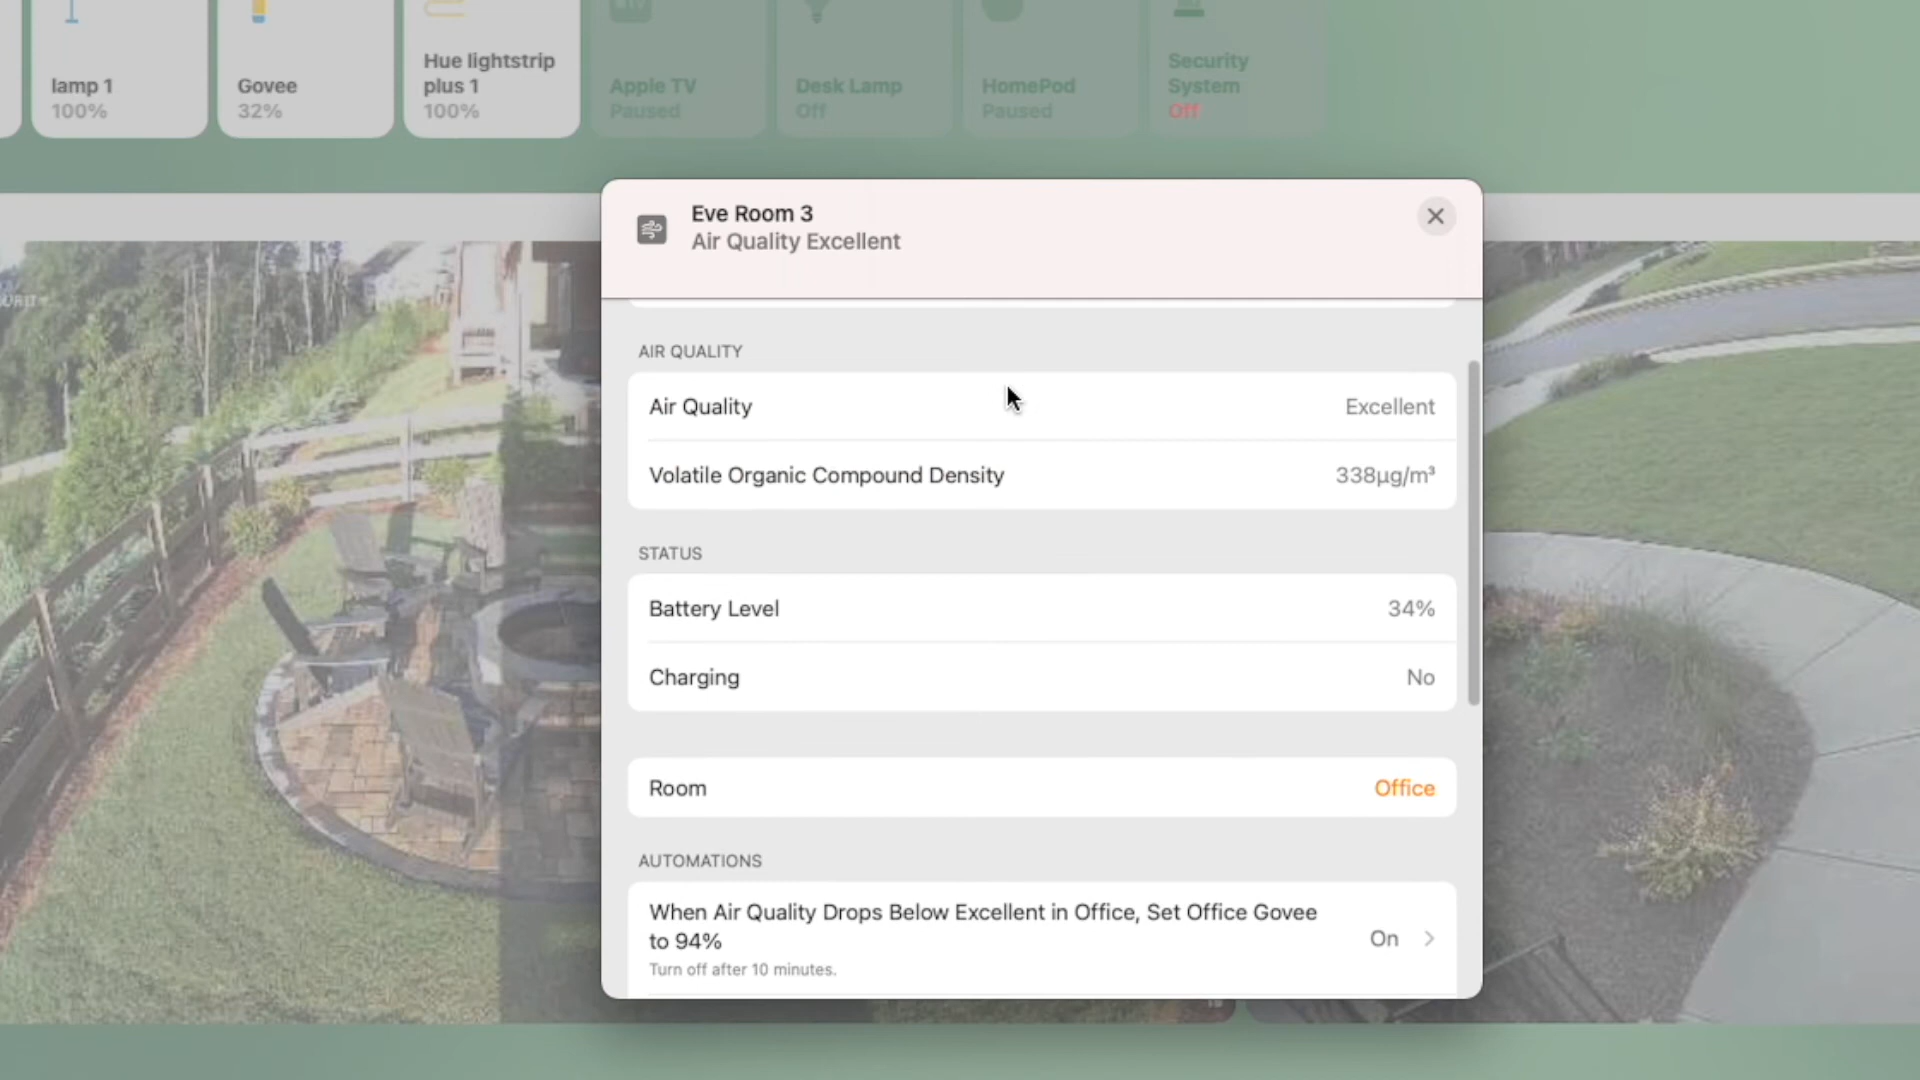 lamp 1
100%
Govee
32%
Hue lightstrip
plus 1
100%
Apple TV
Paused
Desk Lamp
Off
HomePod
Paused
Security
System
Off
Eve Room 3
Air Quality Excellent
AIR QUALITY
Air Quality
Excellent
Volatile Organic Compound Density
338µg/m³
STATUS
Battery Level
34%
Charging
No
Room
Office
AUTOMATIONS
When Air Quality Drops Below Excellent in Office, Set Office Govee
to 94%
On
Turn off after 10 minutes.